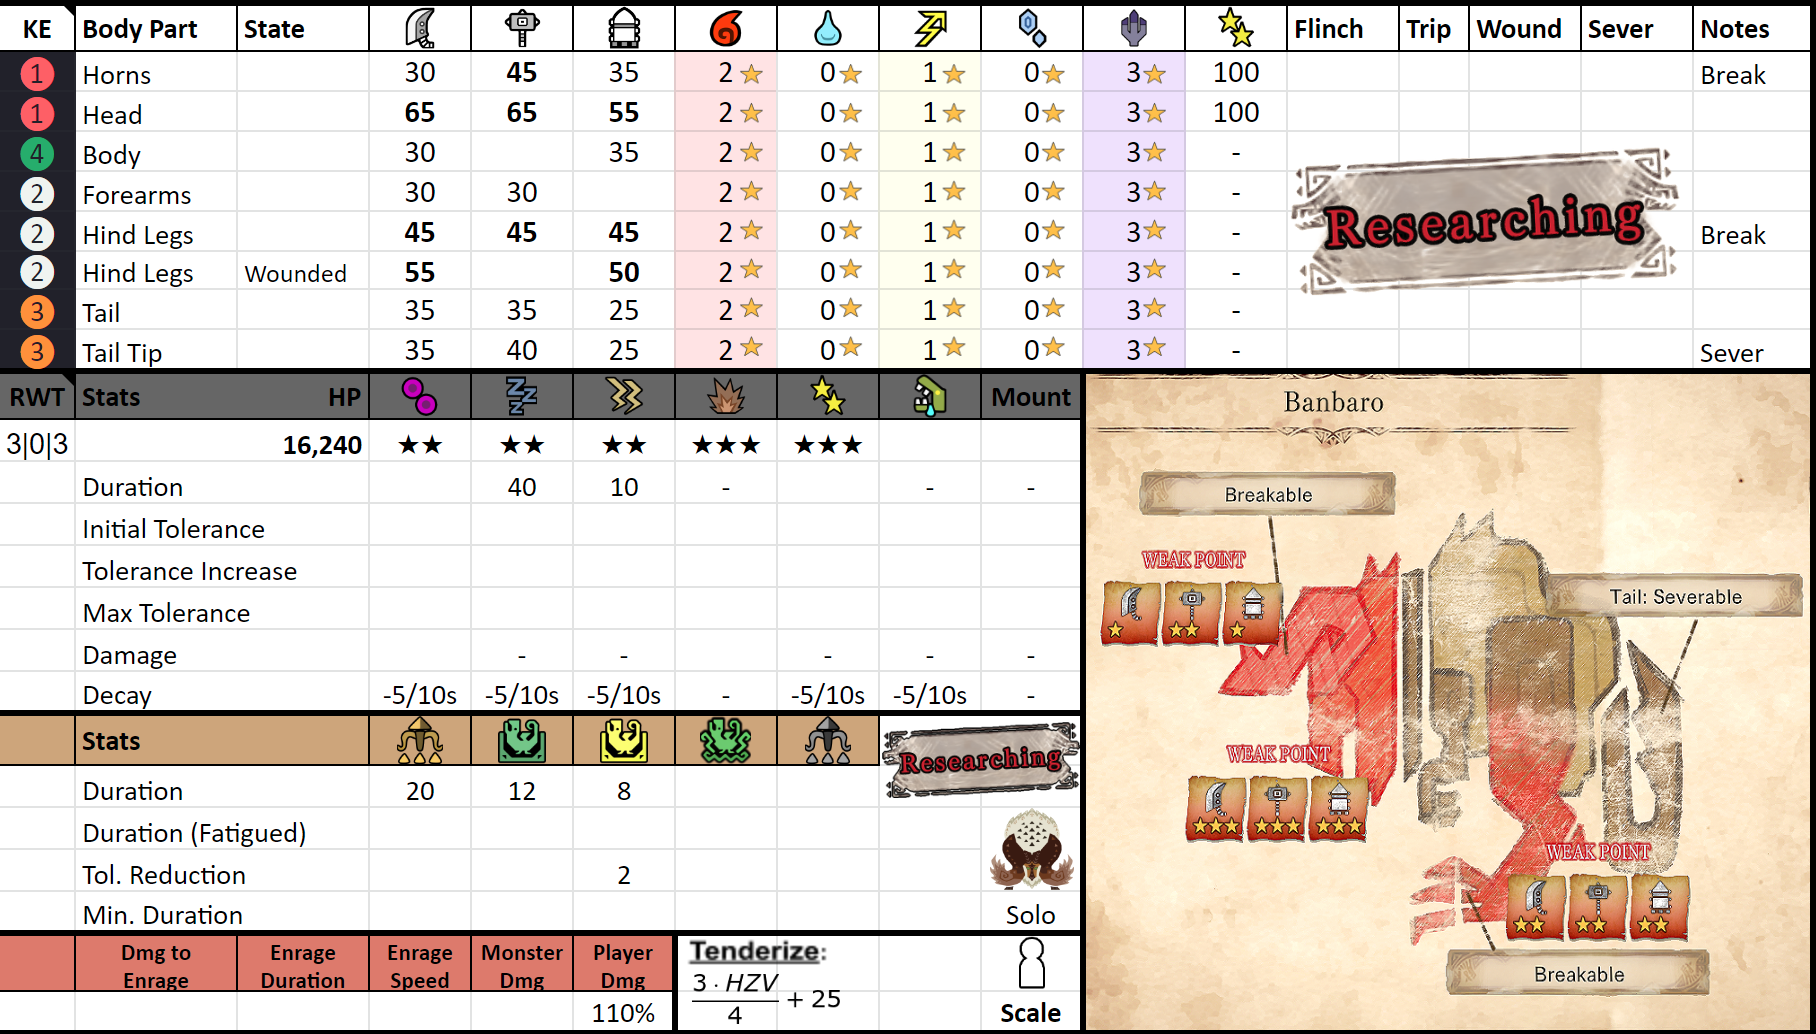 KE Body Part State Flinch Trip Wound Sever Notes
1 Horns 30 45 35 2 0 1 0 3 100 Break
1 Head 65 65 55 2 0 1 0 3 100
4 Body 30 35 2 0 1 0 3 -
2 Forearms 30 30 2 0 1 0 3 -
2 Hind Legs 45 45 45 2 0 1 0 3 - Break
2 Hind Legs Wounded 55 50 2 0 1 0 3 -
3 Tail 35 35 25 2 0 1 0 3 -
3 Tail Tip 35 40 25 2 0 1 0 3 - Sever
Researching
RWT Stats HP Mount
3|0|3 16,240 ★★ ★★ ★★ ★★★ ★★★
Duration 40 10 - - -
Initial Tolerance
Tolerance Increase
Max Tolerance
Damage - - - - -
Decay -5/10s -5/10s -5/10s - -5/10s -5/10s -
Stats
Researching
Duration 20 12 8
Duration (Fatigued)
Tol. Reduction 2
Min. Duration Solo
Dmg to Enrage
Enrage Duration
Enrage Speed
Monster Dmg
Player Dmg
110%
Tenderize:
3 · HZV
4
+ 25
Scale
Banbaro
Breakable
WEAK POINT
Tail: Severable
WEAK POINT
WEAK POINT
Breakable